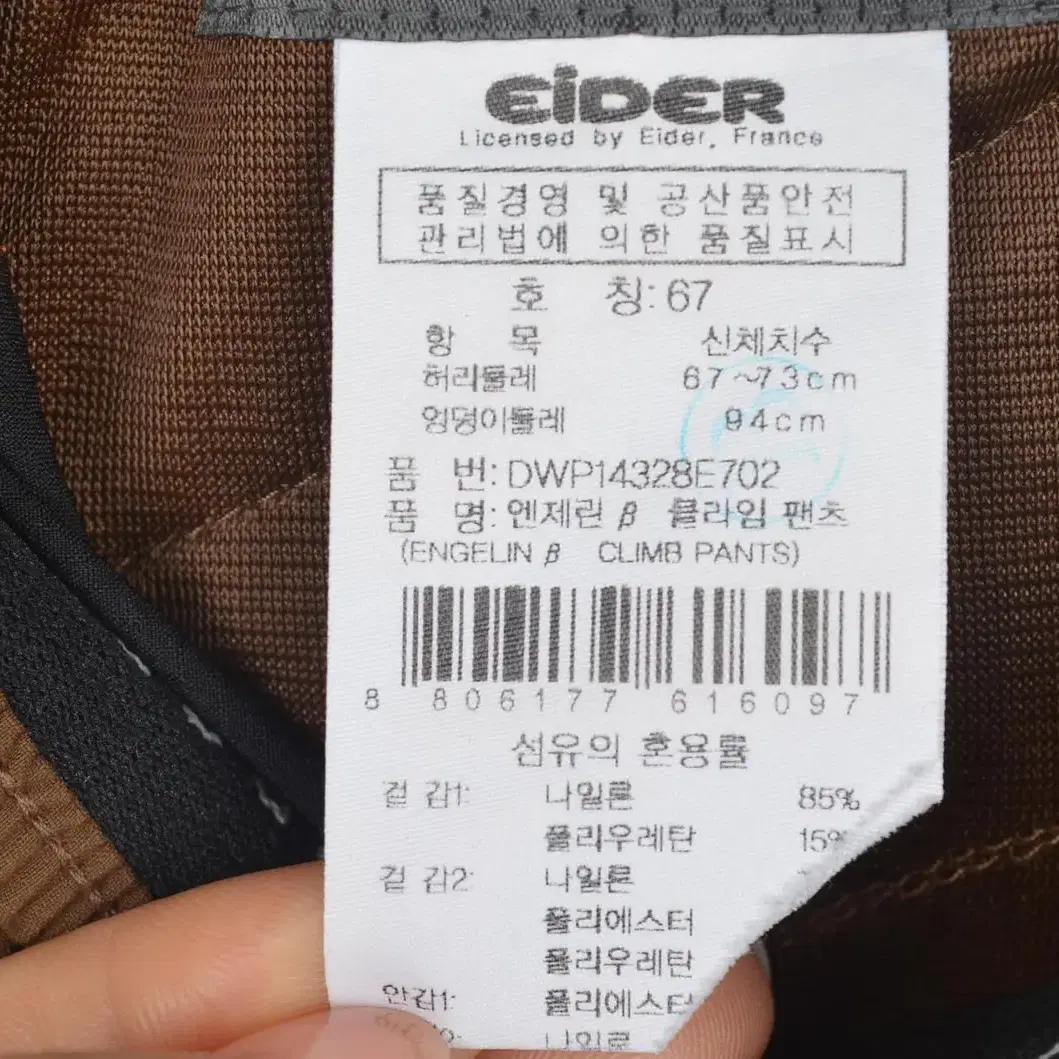 EiDER
Licensed by Eider, France
품질경영 및 공산품안전
관리법에 의한 품질표시
호 칭: 67
항 목 신체치수
허리둘레 67~73cm
엉덩이둘레 94cm
품 번: DWP14328E702
품 명: 엔제린 β 클라임 팬츠
(ENGELIN β CLIMB PANTS)
8 806177 616097
섬유의 혼용률
겉 감1: 나일론 85%
폴리우레탄 15%
겉 감2: 나일론
폴리에스터
폴리우레탄
안감1: 폴리에스터
나일론